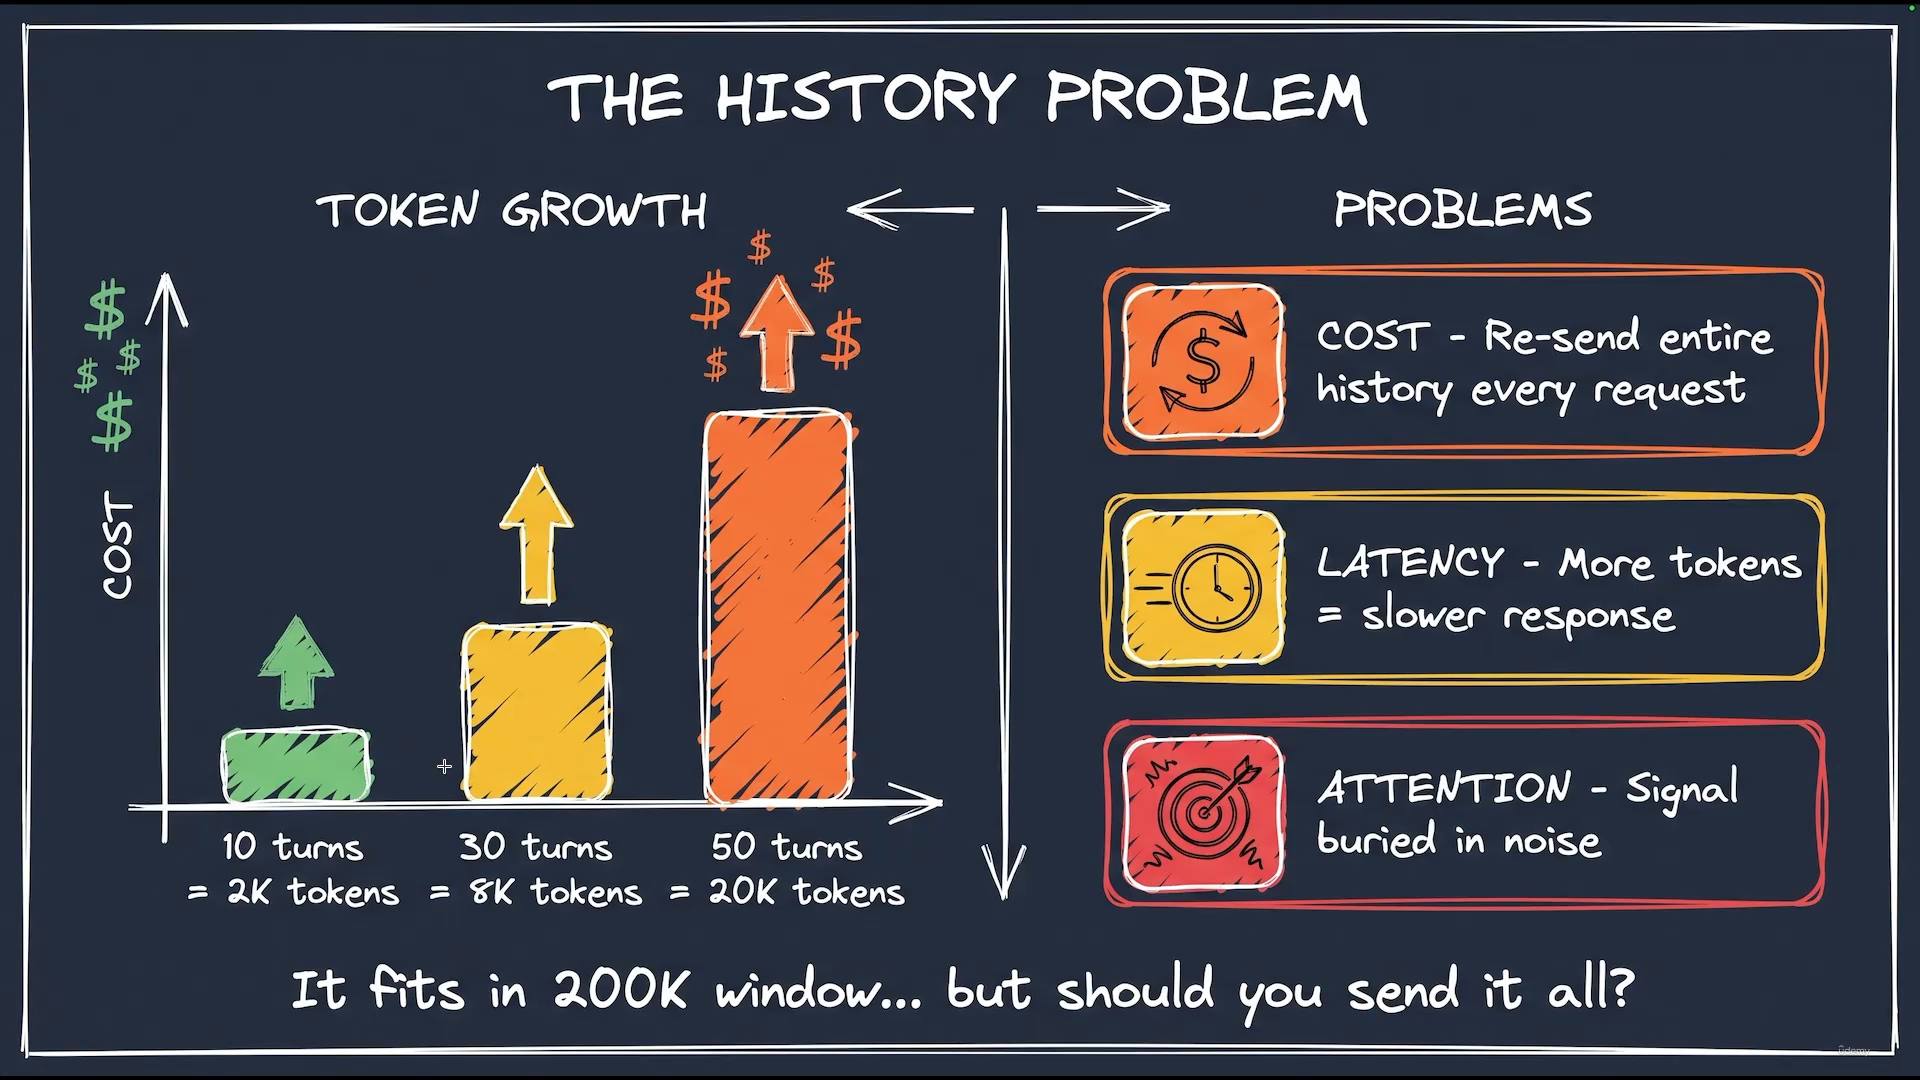 THE HISTORY PROBLEM
TOKEN GROWTH
PROBLEMS
$ $ $ $
COST
$ $ $ $ $
10 turns
= 2K tokens
30 turns
= 8K tokens
50 turns
= 20K tokens
$
COST - Re-send entire
history every request
LATENCY - More tokens
= slower response
ATTENTION - Signal
buried in noise
It fits in 200K window... but should you send it all?
udemy